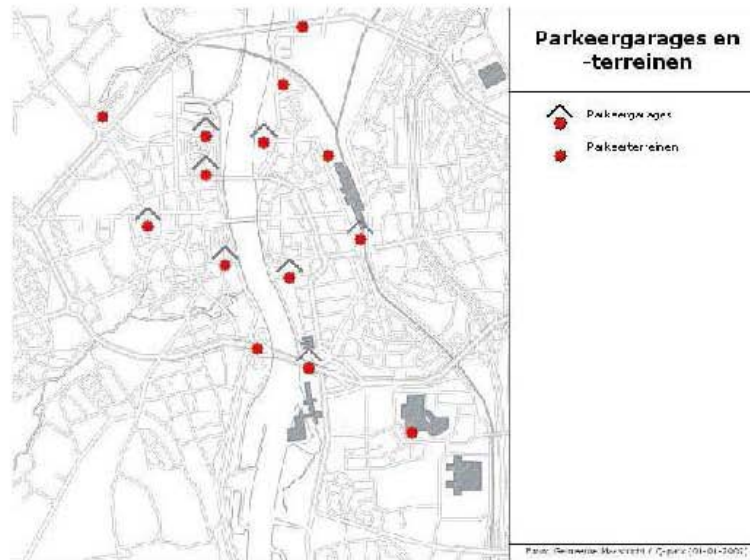 Parkeergarages en
-terreinen
Parkeergarages
Parkeerterreinen
Bron: Gemeente Maastricht / Q-park